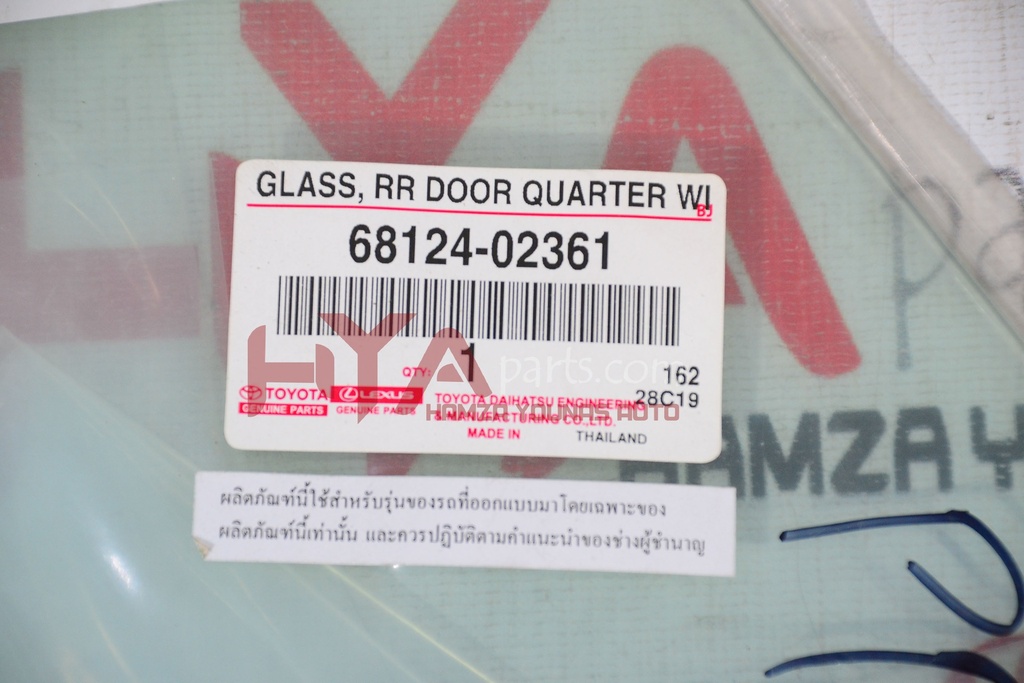 GLASS, RR DOOR QUARTER WI
BJ
68124-02361
HYA parts.com
QTY: 1
162
28C19
TOYOTA
GENUINE PARTS
LEXUS
GENUINE PARTS
TOYOTA DAIHATSU ENGINEERING
& MANUFACTURING CO.,LTD.
HAMZA YOUNAS AUTO
MADE IN THAILAND
HYA
HAMZA Y
ผลิตภัณฑ์นี้ใช้สำหรับรุ่นของรถที่ออกแบบมาโดยเฉพาะของ
ผลิตภัณฑ์นี้เท่านั้น และควรปฏิบัติตามคำแนะนำของช่างผู้ชำนาญ